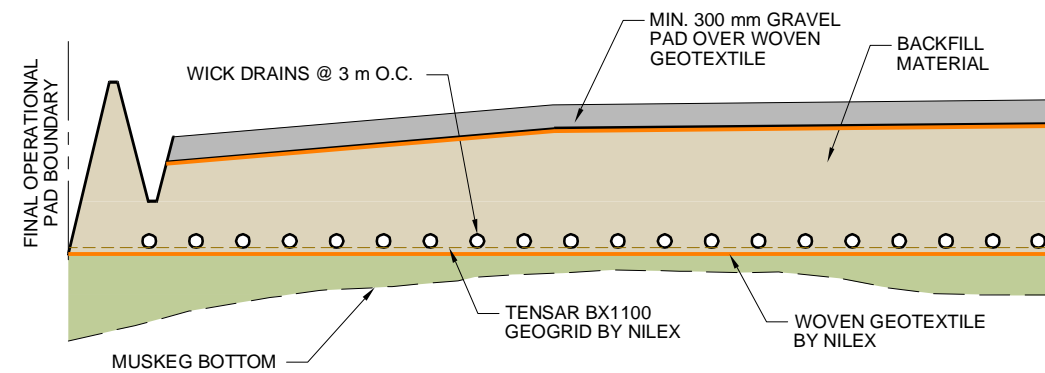 MIN. 300 mm GRAVEL
PAD OVER WOVEN
GEOTEXTILE
BACKFILL
MATERIAL
WICK DRAINS @ 3 m O.C.
FINAL OPERATIONAL
PAD BOUNDARY
TENSAR BX1100
GEOGRID BY NILEX
WOVEN GEOTEXTILE
BY NILEX
MUSKEG BOTTOM